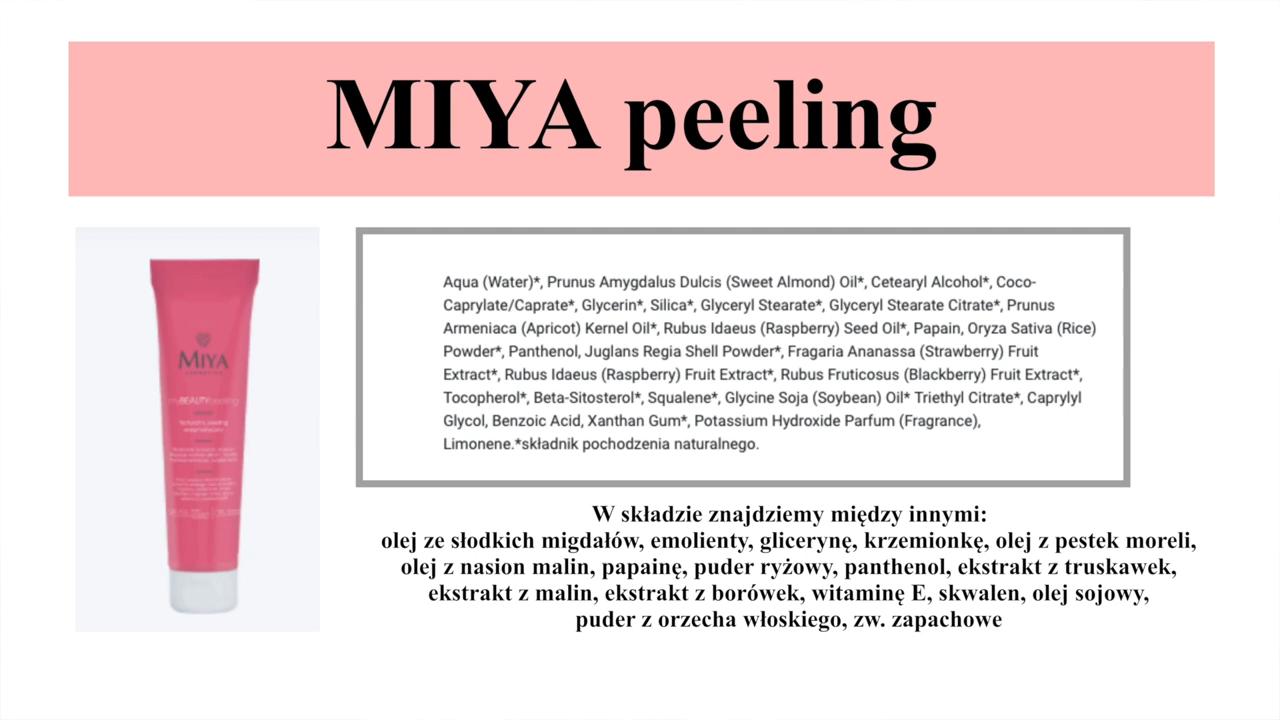 MIYA peeling
MIYA
COSMETICS
myBEAUTYpeeling
Aqua (Water)*, Prunus Amygdalus Dulcis (Sweet Almond) Oil*, Cetearyl Alcohol*, Coco-
Caprylate/Caprate*, Glycerin*, Silica*, Glyceryl Stearate*, Glyceryl Stearate Citrate*, Prunus
Armeniaca (Apricot) Kernel Oil*, Rubus Idaeus (Raspberry) Seed Oil*, Papain, Oryza Sativa (Rice)
Powder*, Panthenol, Juglans Regia Shell Powder*, Fragaria Ananassa (Strawberry) Fruit
Extract*, Rubus Idaeus (Raspberry) Fruit Extract*, Rubus Fruticosus (Blackberry) Fruit Extract*,
Tocopherol*, Beta-Sitosterol*, Squalene*, Glycine Soja (Soybean) Oil* Triethyl Citrate*, Caprylyl
Glycol, Benzoic Acid, Xanthan Gum*, Potassium Hydroxide Parfum (Fragrance),
Limonene.*składnik pochodzenia naturalnego.
W składzie znajdziemy między innymi:
olej ze słodkich migdałów, emolienty, glicerynę, krzemionkę, olej z pestek moreli,
olej z nasion malin, papainę, puder ryżowy, panthenol, ekstrakt z truskawek,
ekstrakt z malin, ekstrakt z borówek, witaminę E, skwalen, olej sojowy,
puder z orzecha włoskiego, zw. zapachowe